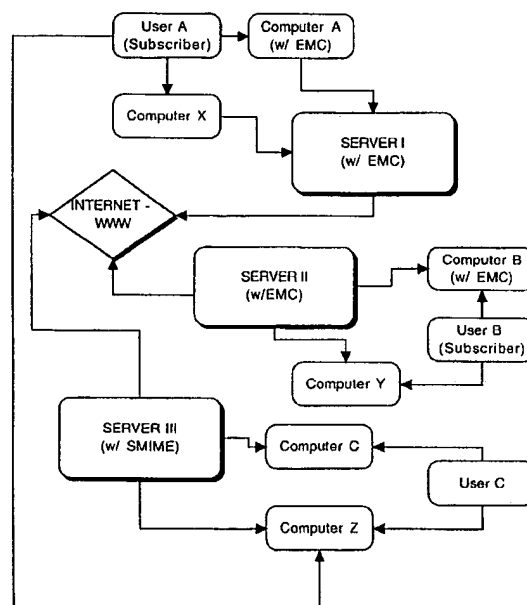 User A
(Subscriber)
Computer A
(w/ EMC)
Computer X
SERVER I
(w/ EMC)
INTERNET -
WWW
SERVER II
(w/EMC)
Computer B
(w/ EMC)
User B
(Subscriber)
Computer Y
SERVER III
(w/ SMIME)
Computer C
User C
Computer Z